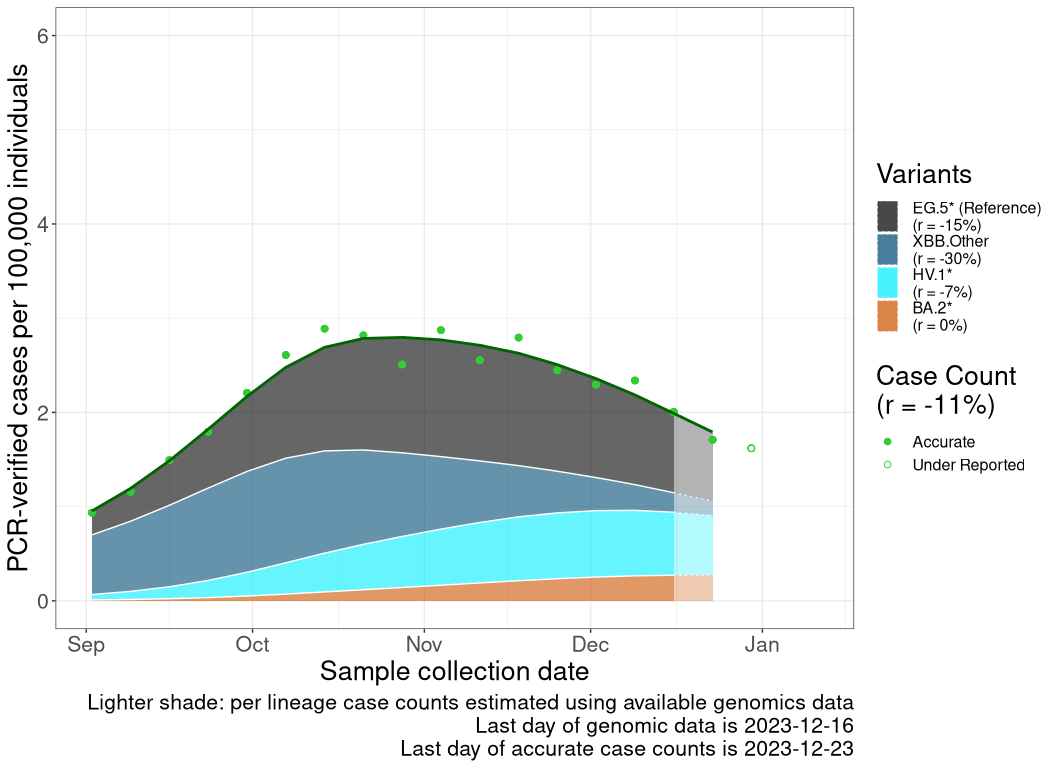 PCR-verified cases per 100,000 individuals
6
4
2
0
Sep
Oct
Nov
Dec
Jan
Sample collection date
Lighter shade: per lineage case counts estimated using available genomics data
Last day of genomic data is 2023-12-16
Last day of accurate case counts is 2023-12-23
Variants
EG.5* (Reference)
(r = -15%)
XBB.Other
(r = -30%)
HV.1*
(r = -7%)
BA.2*
(r = 0%)
Case Count
(r = -11%)
Accurate
Under Reported